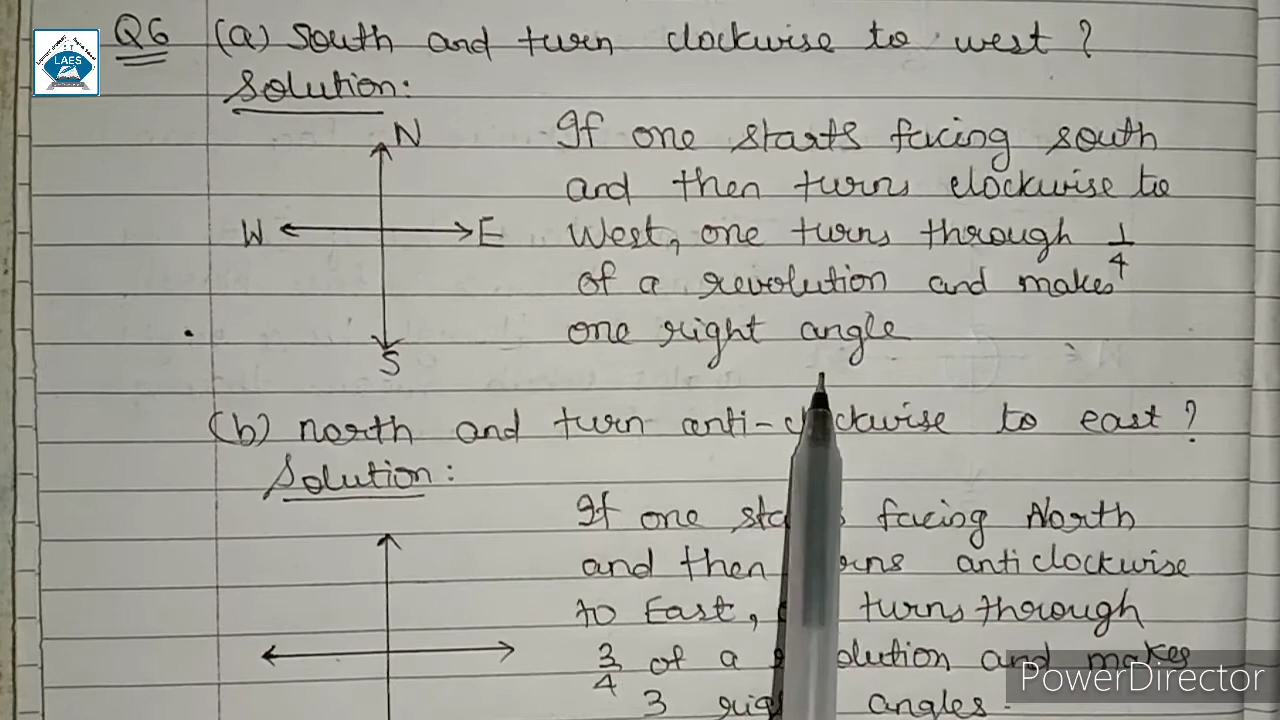 LAES
Q6 (a) South and turn clockwise to west?
Solution:
N
W E
S
If one starts facing south
and then turns clockwise to
West, one turns through 1/4
of a revolution and makes
one right angle
(b) north and turn anti-clockwise to east?
Solution:
If one facing North
and then anticlockwise
to East, turns through
3/4 of a and makes
3 angles.
PowerDirector